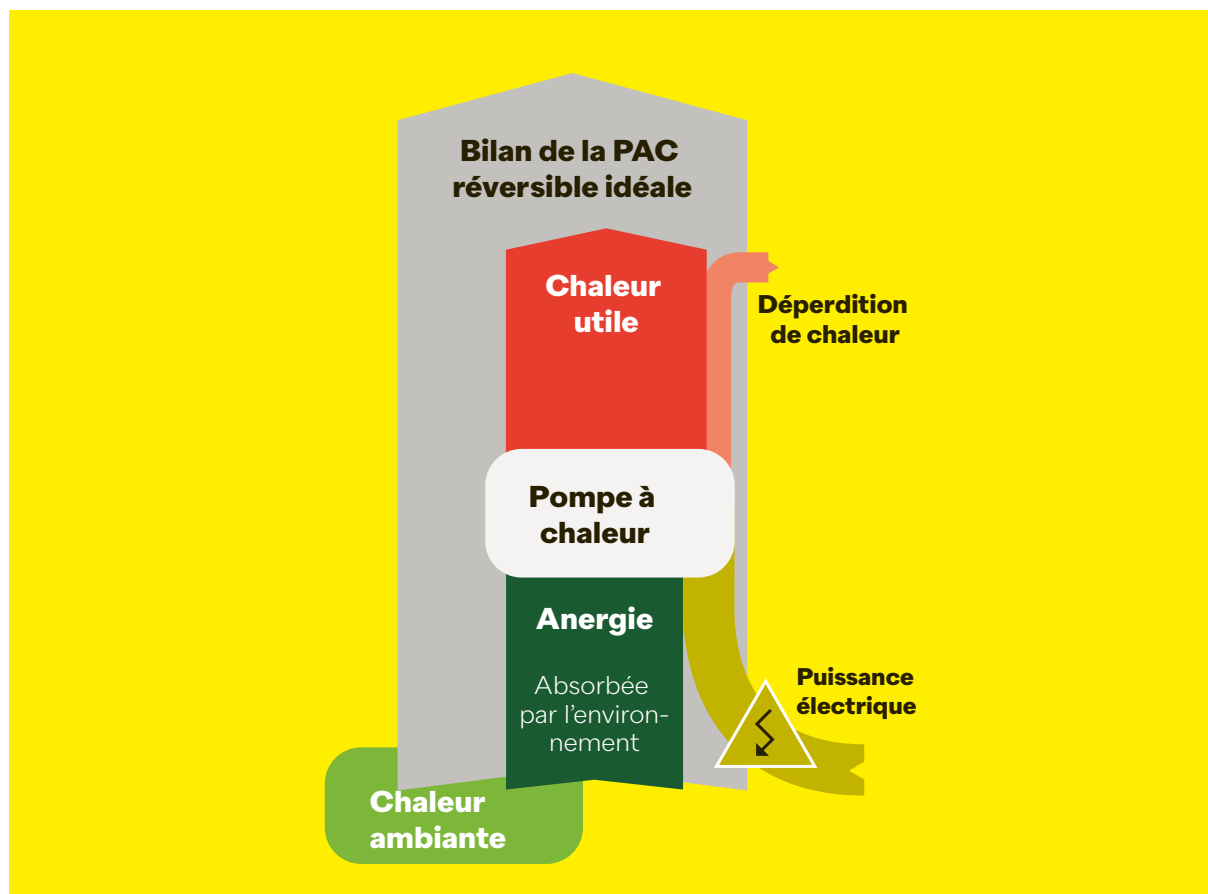 Bilan de la PAC
réversible idéale
Chaleur
utile
Déperdition
de chaleur
Pompe à
chaleur
Anergie
Absorbée
par l’environ-
nement
Puissance
électrique
Chaleur
ambiante